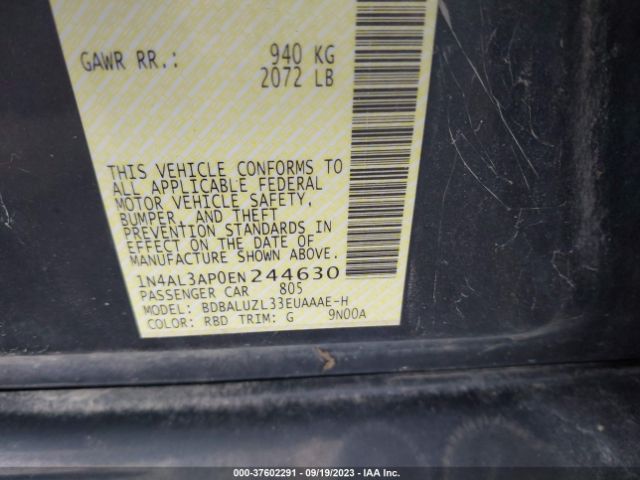 GAWR RR.: 940 KG
2072 LB
THIS VEHICLE CONFORMS TO
ALL APPLICABLE FEDERAL
MOTOR VEHICLE SAFETY,
BUMPER, AND THEFT
PREVENTION STANDARDS IN
EFFECT ON THE DATE OF
MANUFACTURE SHOWN ABOVE.
1N4AL3AP0EN244630
PASSENGER CAR 805
MODEL: BDBALUZL33EUAAAE-H
COLOR: RBD TRIM: G 9N00A
000-37602291 - 09/19/2023 - IAA Inc.